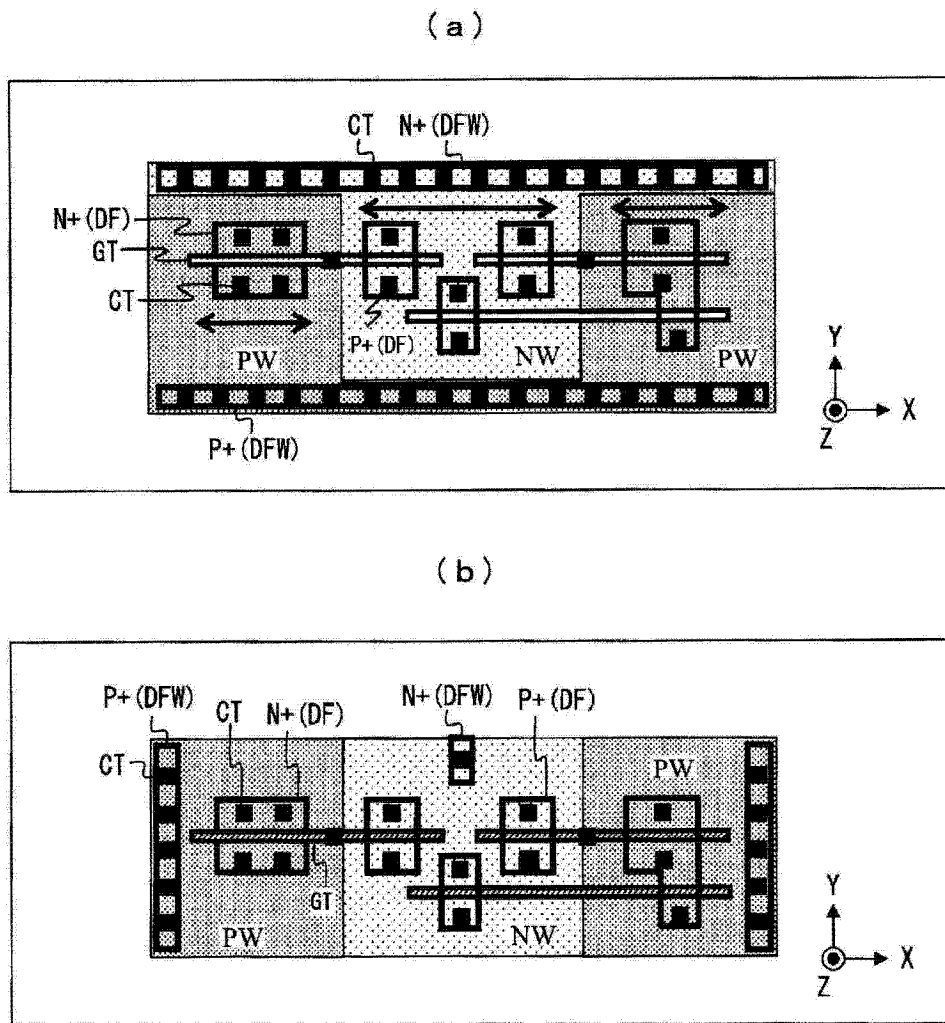 (a)
CT N+(DFW)
N+(DF)
GT
CT
P+(DF)
PW
NW
PW
P+(DFW)
Y
X
Z
(b)
P+(DFW)
CT
N+(DF)
N+(DFW)
P+(DF)
CT
PW
GT
PW
NW
Y
X
Z